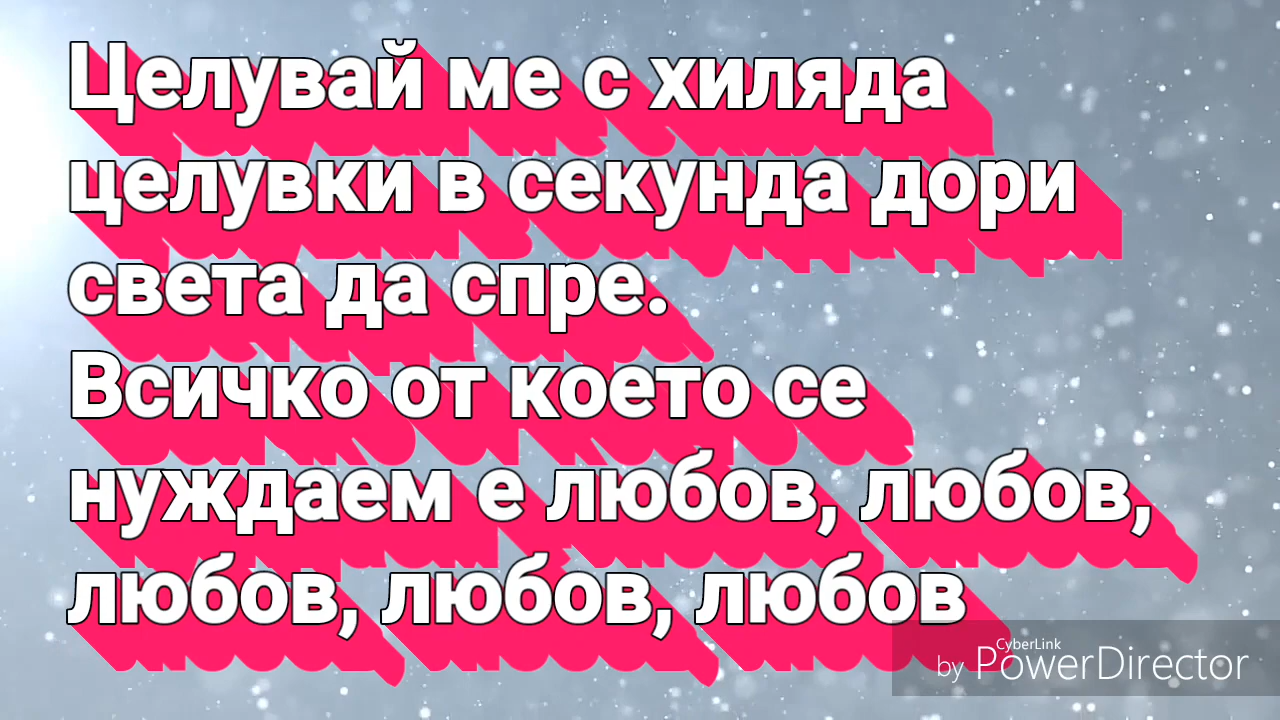 Целувай ме с хиляда
целувки в секунда дори
света да спре.
Всичко от което се
нуждаем е любов, любов,
любов, любов, любов
CyberLink
by PowerDirector